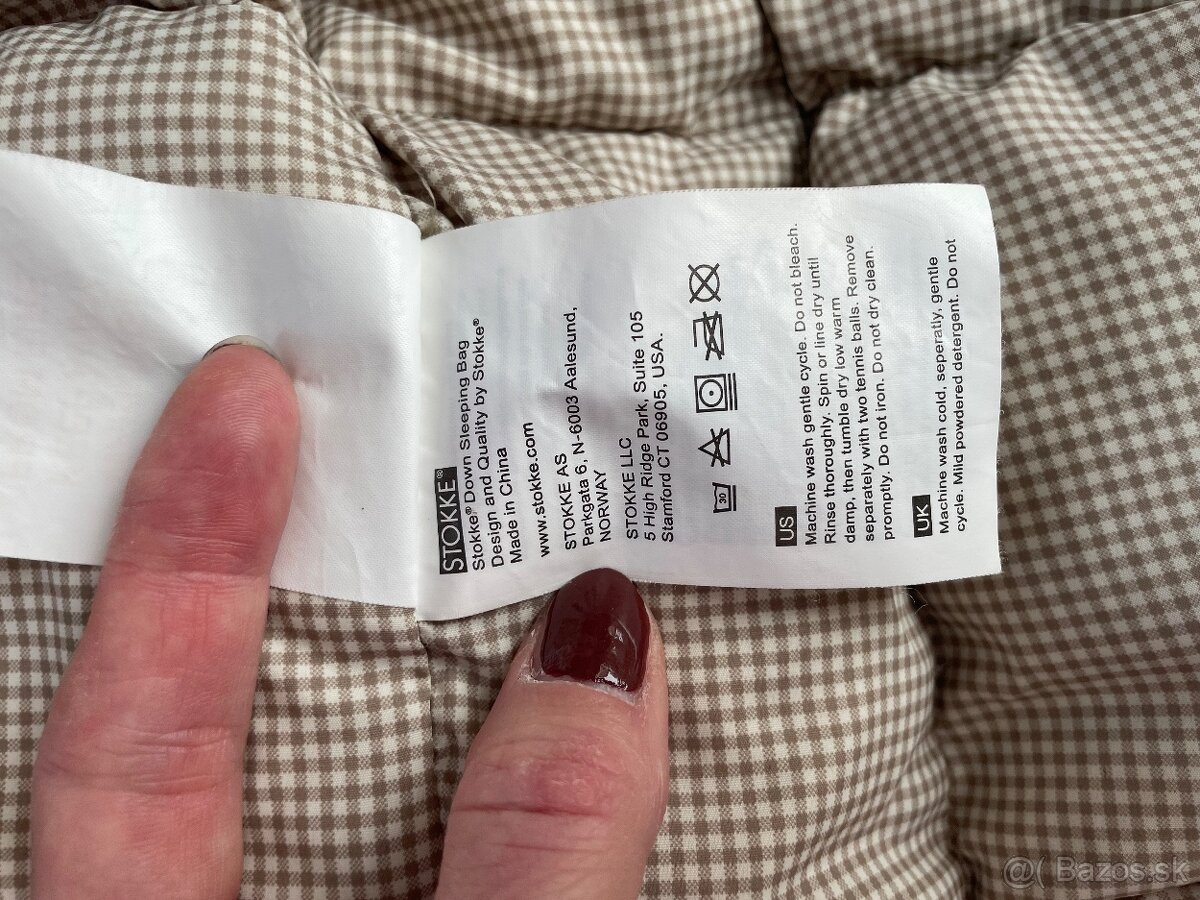 STOKKE®
Stokke® Down Sleeping Bag
Design and Quality by Stokke®
Made in China
www.stokke.com
STOKKE AS
Parkgata 6, N-6003 Aalesund,
NORWAY
STOKKE LLC
5 High Ridge Park, Suite 105
Stamford CT 06905, USA.
30
US
Machine wash gentle cycle. Do not bleach.
Rinse thoroughly. Spin or line dry until
damp, then tumble dry low warm
separately with two tennis balls. Remove
promptly. Do not iron. Do not dry clean.
UK
Machine wash cold, seperatly, gentle
cycle. Mild powdered detergent. Do not
@( Bazos.sk